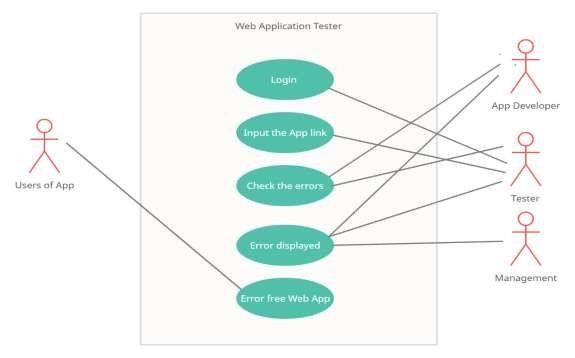 Web Application Tester
Login
Input the App link
Check the errors
Error displayed
Error free Web App
Users of App
App Developer
Tester
Management